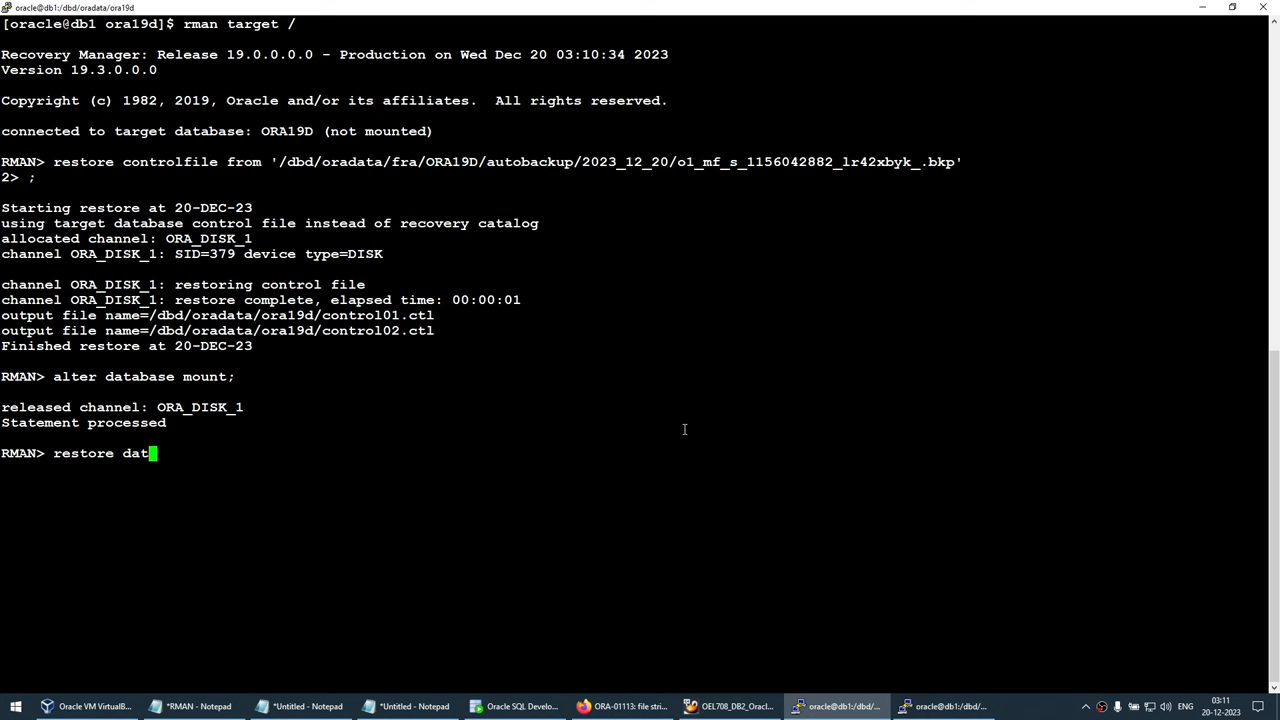 oracle@db1:/dbd/oradata/ora19d
[oracle@db1 ora19d]$ rman target /
Recovery Manager: Release 19.0.0.0.0 - Production on Wed Dec 20 03:10:34 2023
Version 19.3.0.0.0
Copyright (c) 1982, 2019, Oracle and/or its affiliates.  All rights reserved.
connected to target database: ORA19D (not mounted)
RMAN> restore controlfile from '/dbd/oradata/fra/ORA19D/autobackup/2023_12_20/o1_mf_s_1156042882_lr42xbyk_.bkp'
2> ;
Starting restore at 20-DEC-23
using target database control file instead of recovery catalog
allocated channel: ORA_DISK_1
channel ORA_DISK_1: SID=379 device type=DISK
channel ORA_DISK_1: restoring control file
channel ORA_DISK_1: restore complete, elapsed time: 00:00:01
output file name=/dbd/oradata/ora19d/control01.ctl
output file name=/dbd/oradata/ora19d/control02.ctl
Finished restore at 20-DEC-23
RMAN> alter database mount;
released channel: ORA_DISK_1
Statement processed
RMAN> restore dat
Oracle VM VirtualB... *RMAN - Notepad *Untitled - Notepad *Untitled - Notepad Oracle SQL Develo... ORA-01113: file stri... OEL708_DB2_Oracl... oracle@db1:/dbd/... oracle@db1:/dbd/... ENG 03:11
20-12-2023